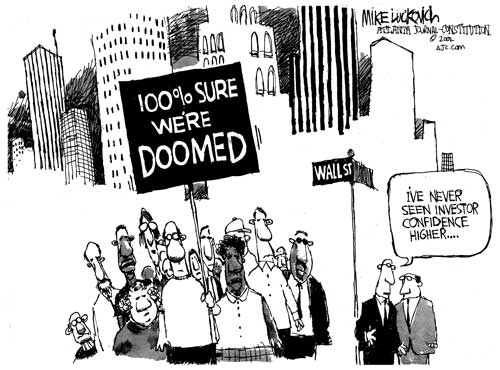 MIKE LUCKOVICH
ATLANTA JOURNAL-CONSTITUTION
© 2002
AJC.COM
100% SURE
WE'RE
DOOMED
WALL ST
I'VE NEVER
SEEN INVESTOR
CONFIDENCE
HIGHER....